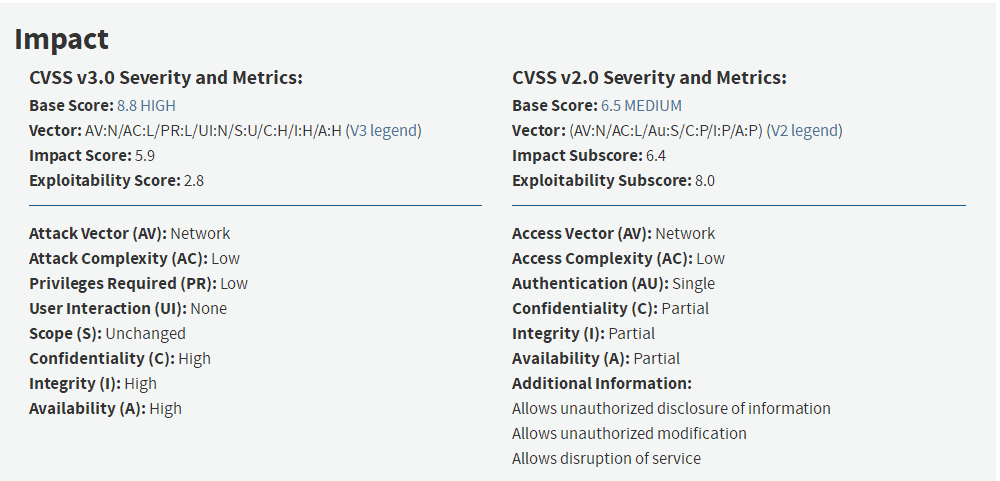 Impact
CVSS v3.0 Severity and Metrics:
Base Score: 8.8 HIGH
Vector: AV:N/AC:L/PR:L/UI:N/S:U/C:H/I:H/A:H (V3 legend)
Impact Score: 5.9
Exploitability Score: 2.8
Attack Vector (AV): Network
Attack Complexity (AC): Low
Privileges Required (PR): Low
User Interaction (UI): None
Scope (S): Unchanged
Confidentiality (C): High
Integrity (I): High
Availability (A): High
CVSS v2.0 Severity and Metrics:
Base Score: 6.5 MEDIUM
Vector: (AV:N/AC:L/Au:S/C:P/I:P/A:P) (V2 legend)
Impact Subscore: 6.4
Exploitability Subscore: 8.0
Access Vector (AV): Network
Access Complexity (AC): Low
Authentication (AU): Single
Confidentiality (C): Partial
Integrity (I): Partial
Availability (A): Partial
Additional Information:
Allows unauthorized disclosure of information
Allows unauthorized modification
Allows disruption of service